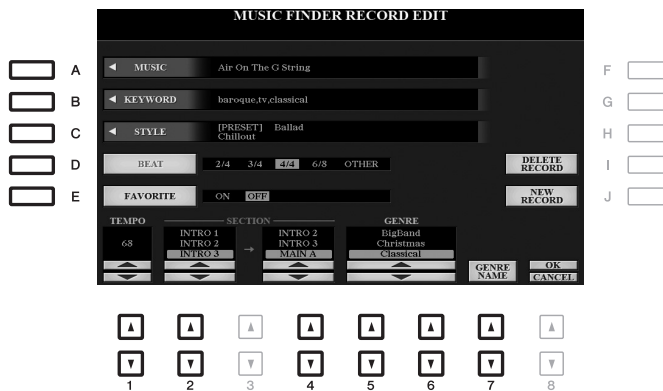 MUSIC FINDER RECORD EDIT
A MUSIC Air On The G String F
B KEYWORD baroque,tv,classical G
C STYLE [PRESET] Ballad H
Chillout
D BEAT 2/4 3/4 4/4 6/8 OTHER DELETE RECORD I
E FAVORITE ON OFF NEW RECORD J
TEMPO SECTION GENRE
INTRO 1 INTRO 2 BigBand
68 INTRO 2 → INTRO 3 Christmas
INTRO 3 MAIN A Classical
GENRE NAME OK
CANCEL
1 2 3 4 5 6 7 8